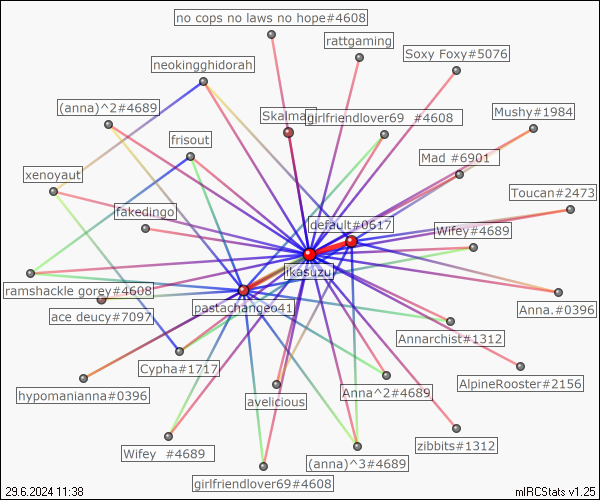 no cops no laws no hope#4608
rattgaming
Soxy Foxy#5076
neokingghidorah
(anna)^2#4689
Skalmag
girlfriendlover69 #4608
Mushy#1984
frisout
Mad #6901
xenoyaut
Toucan#2473
fakedingo
default#0617
Wifey#4689
ikasuzu
ramshackle gorey#4608
Anna.#0396
ace deucy#7097
pastachangeo41
Annarchist#1312
Cypha#1717
AlpineRooster#2156
hypomanianna#0396
Anna^2#4689
avelicious
zibbits#1312
Wifey #4689
(anna)^3#4689
girlfriendlover69#4608
29.6.2024 11:38
mIRCStats v1.25